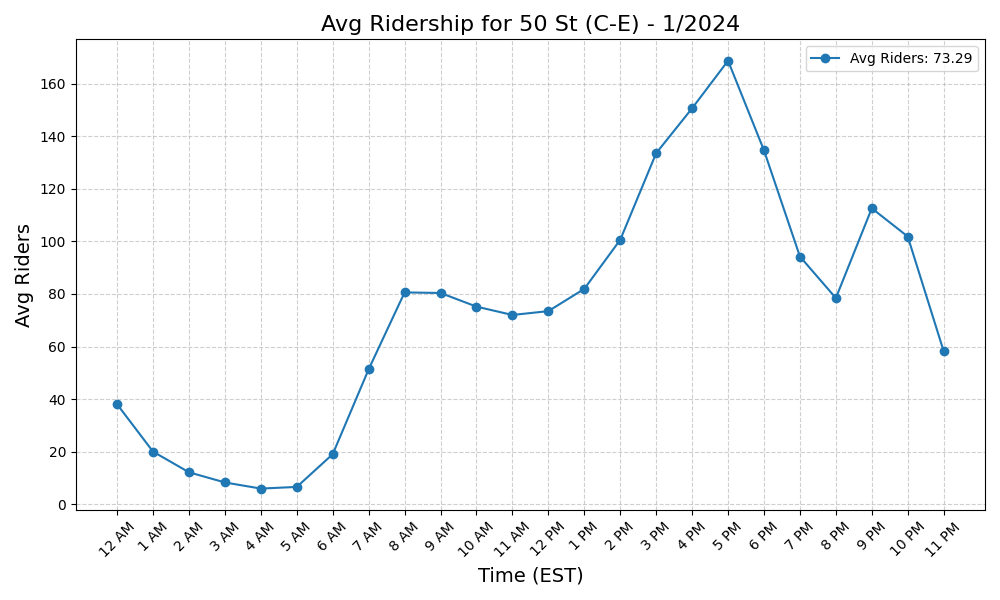 Avg Ridership for 50 St (C-E) - 1/2024
Avg Riders: 73.29
Avg Riders
160
140
120
100
80
60
40
20
0
12 AM
1 AM
2 AM
3 AM
4 AM
5 AM
6 AM
7 AM
8 AM
9 AM
10 AM
11 AM
12 PM
1 PM
2 PM
3 PM
4 PM
5 PM
6 PM
7 PM
8 PM
9 PM
10 PM
11 PM
Time (EST)